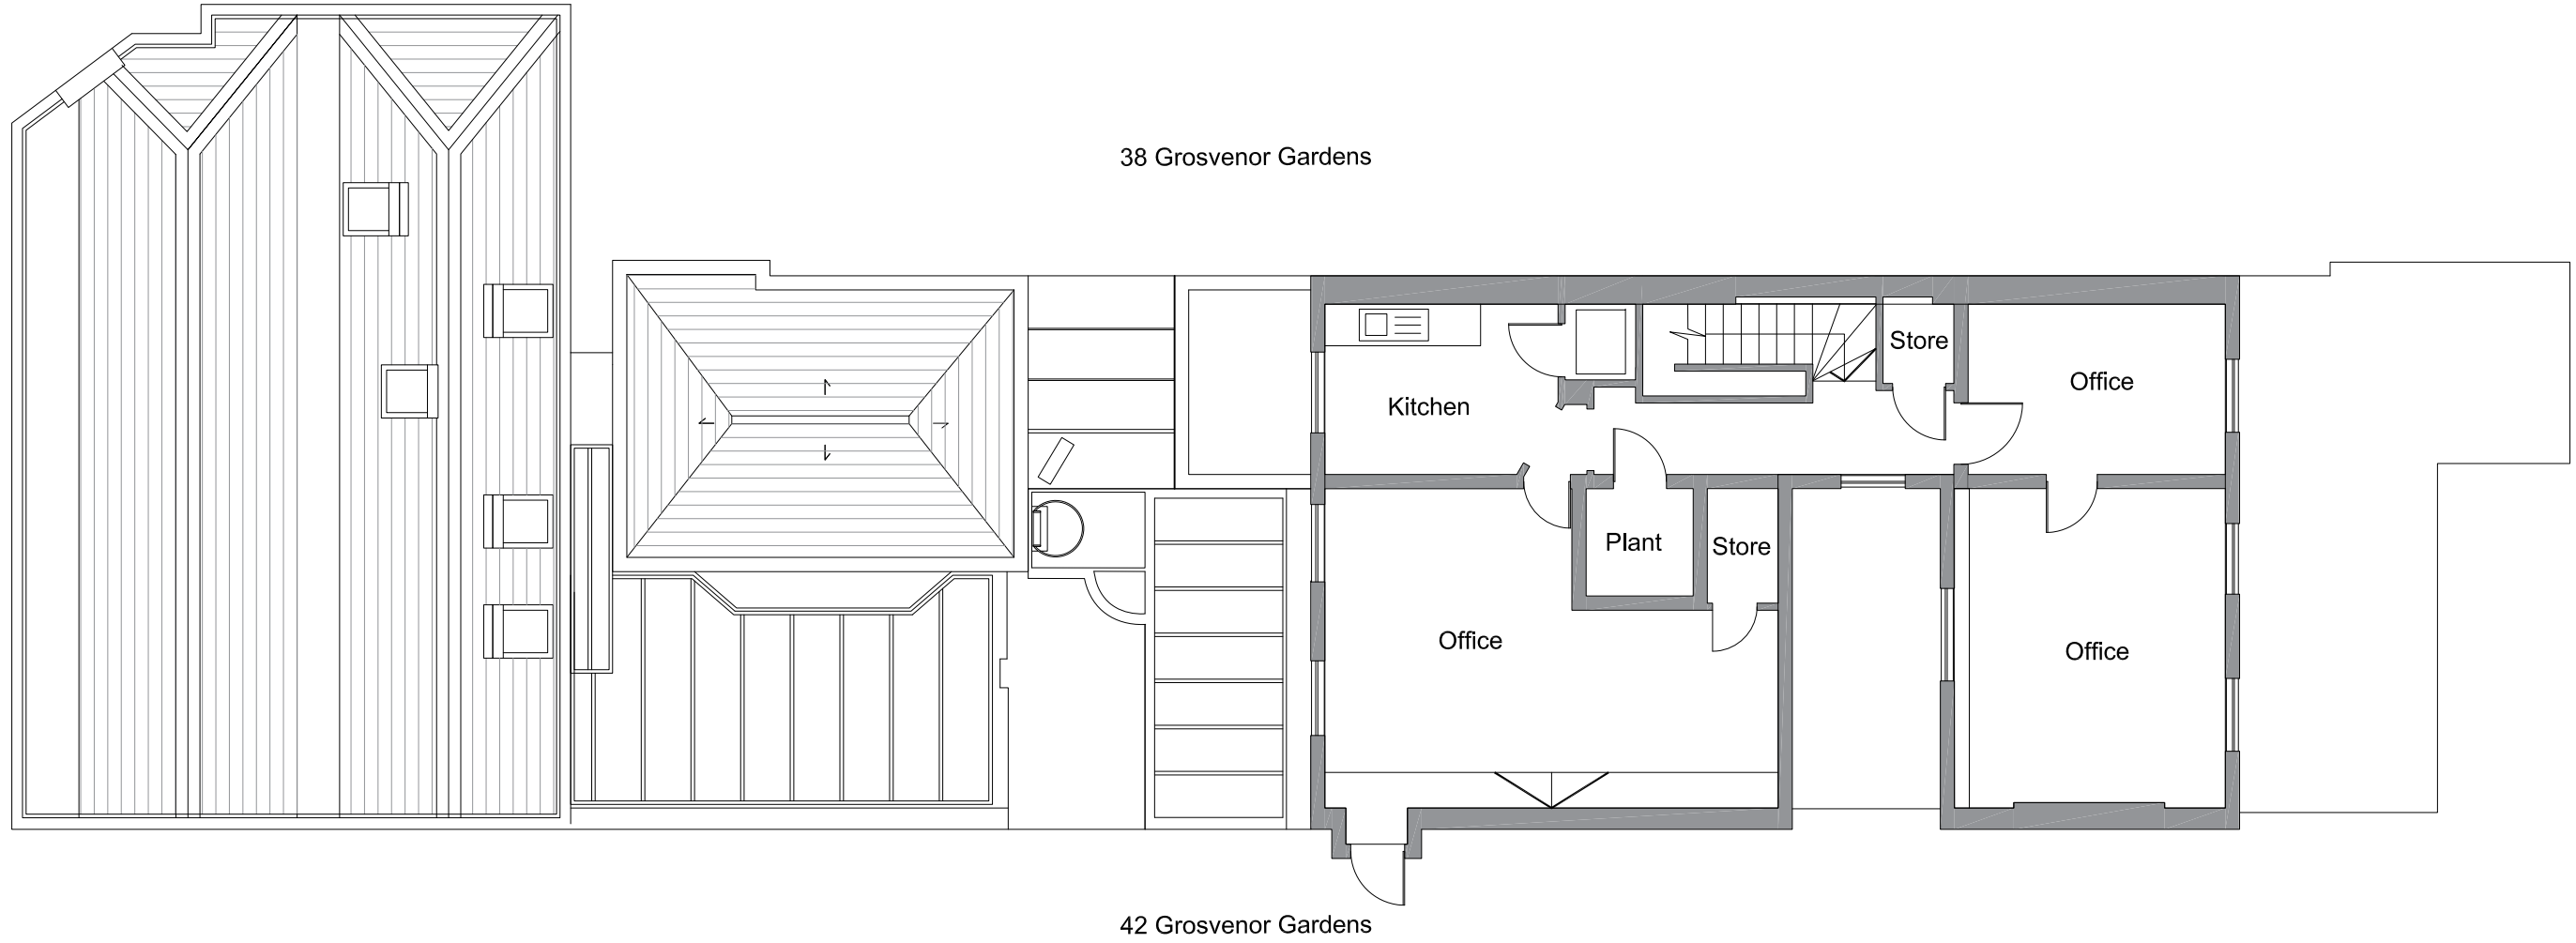 38 Grosvenor Gardens
Store
Office
Kitchen
Plant
Store
Office
Office
42 Grosvenor Gardens